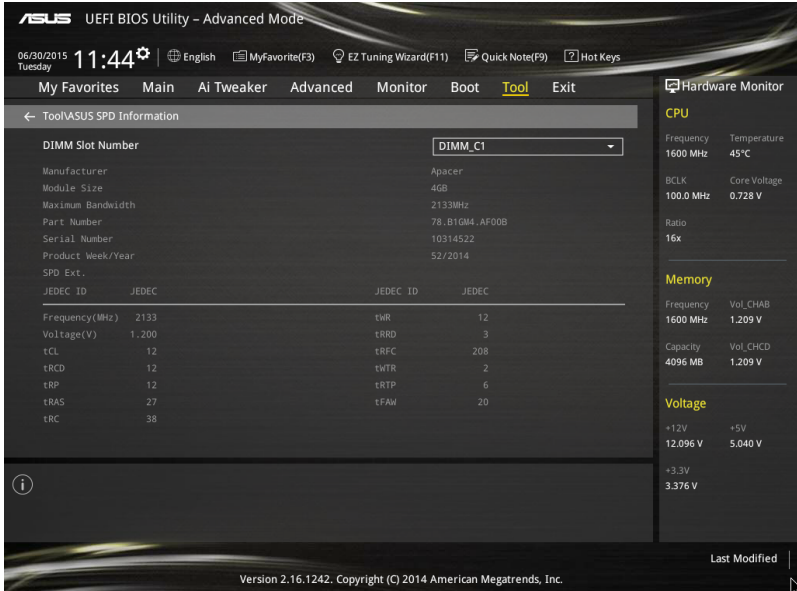 ASUS UEFI BIOS Utility – Advanced Mode
06/30/2015 Tuesday 11:44 English MyFavorite(F3) EZ Tuning Wizard(F11) Quick Note(F9) ? Hot Keys
My Favorites Main Ai Tweaker Advanced Monitor Boot Tool Exit
← Tool\ASUS SPD Information
DIMM Slot Number DIMM_C1
Manufacturer Apacer
Module Size 4GB
Maximum Bandwidth 2133MHz
Part Number 78.B1GM4.AF00B
Serial Number 10314522
Product Week/Year 52/2014
SPD Ext.
JEDEC ID JEDEC JEDEC ID JEDEC
Frequency(MHz) 2133 tWR 12
Voltage(V) 1.200 tRRD 3
tCL 12 tRFC 208
tRCD 12 tWTR 2
tRP 12 tRTP 6
tRAS 27 tFAW 20
tRC 38
Hardware Monitor
CPU
Frequency Temperature
1600 MHz 45°C
BCLK Core Voltage
100.0 MHz 0.728 V
Ratio
16x
Memory
Frequency Vol_CHAB
1600 MHz 1.209 V
Capacity Vol_CHCD
4096 MB 1.209 V
Voltage
+12V +5V
12.096 V 5.040 V
+3.3V
3.376 V
Last Modified
Version 2.16.1242. Copyright (C) 2014 American Megatrends, Inc.